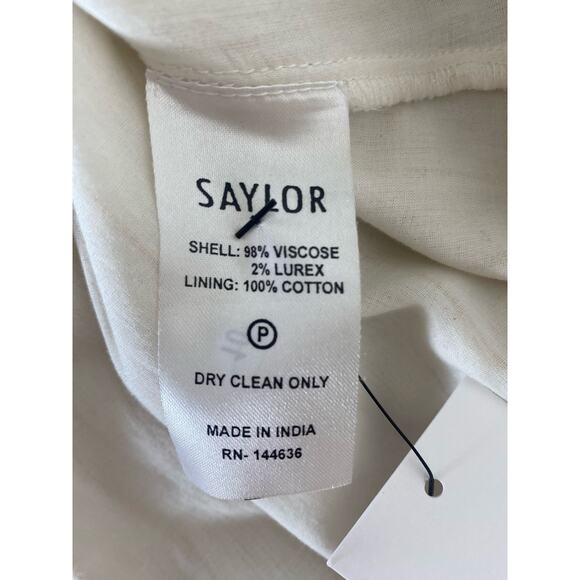 SAYLOR
SHELL: 98% VISCOSE
2% LUREX
LINING: 100% COTTON
P
DRY CLEAN ONLY
MADE IN INDIA
RN- 144636